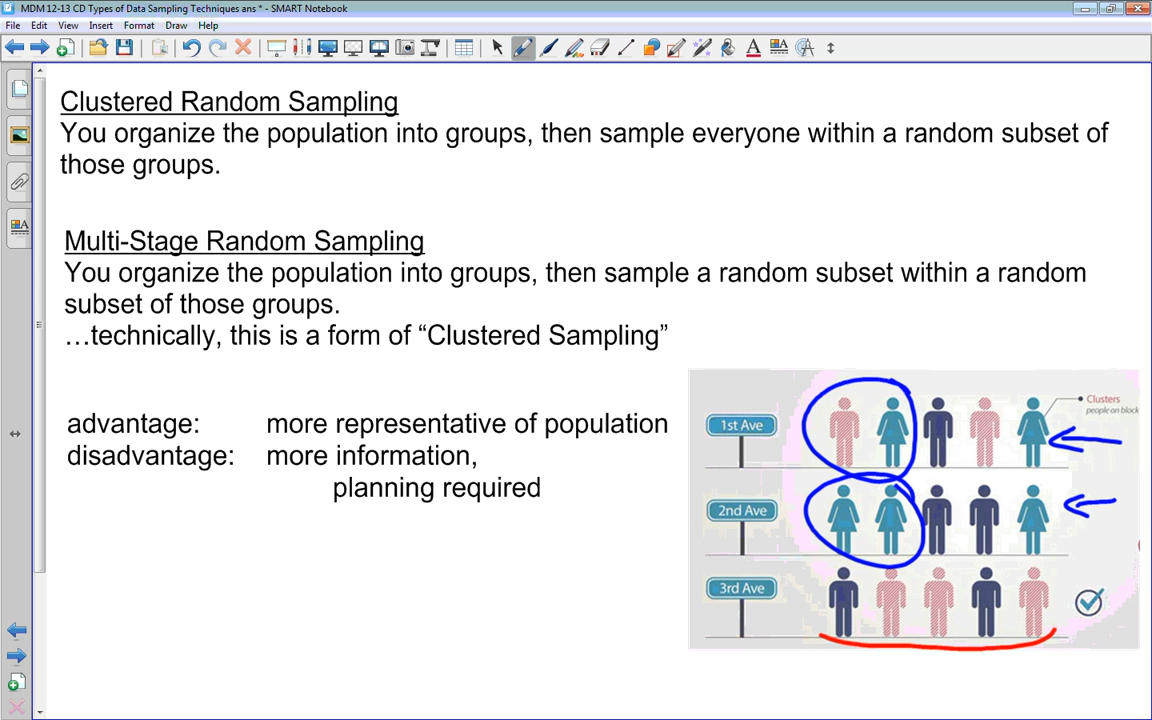 MDM 12-13 CD Types of Data Sampling Techniques ans * - SMART Notebook
File Edit View Insert Format Draw Help
Clustered Random Sampling
You organize the population into groups, then sample everyone within a random subset of
those groups.
Multi-Stage Random Sampling
You organize the population into groups, then sample a random subset within a random
subset of those groups.
…technically, this is a form of “Clustered Sampling”
advantage: more representative of population
disadvantage: more information,
planning required
Clusters
people on block
1st Ave
2nd Ave
3rd Ave